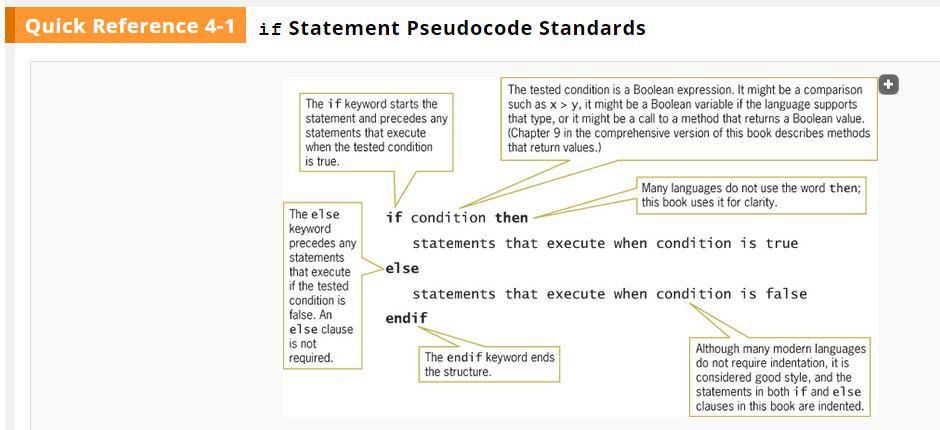 Quick Reference 4-1 if Statement Pseudocode Standards
The if keyword starts the
statement and precedes any
statements that execute
when the tested condition
is true.
The tested condition is a Boolean expression. It might be a comparison
such as x > y, it might be a Boolean variable if the language supports
that type, or it might be a call to a method that returns a Boolean value.
(Chapter 9 in the comprehensive version of this book describes methods
that return values.)
Many languages do not use the word then;
this book uses it for clarity.
The else
keyword
precedes any
statements
that execute
if the tested
condition is
false. An
else clause
is not
required.
if condition then
statements that execute when condition is true
else
statements that execute when condition is false
endif
The endif keyword ends
the structure.
Although many modern languages
do not require indentation, it is
considered good style, and the
statements in both if and else
clauses in this book are indented.